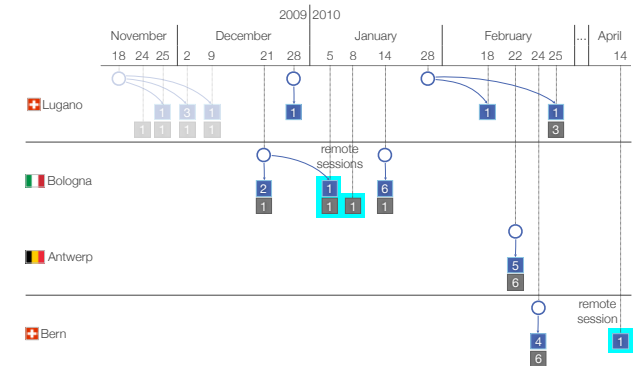 2009 2010
November December January February ... April
18 24 25 2 9 21 28 5 8 14 28 18 22 24 25 14
Lugano 1 3 1 1 1 1
1 1 1 1 3
remote
sessions
Bologna 2 1 6
1 1 1 1
Antwerp 5
6
remote
session
Bern 4 1
6